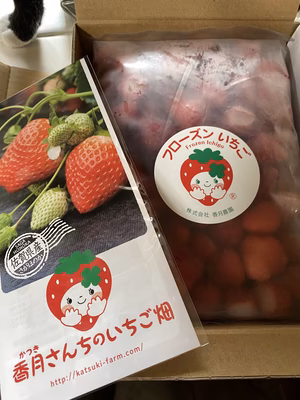 佐賀県産
かつき
香月さんちのいちご畑
http://katsuki-farm.com/
フローズンいちご
Frozen Ichigo
株式会社 香月農園